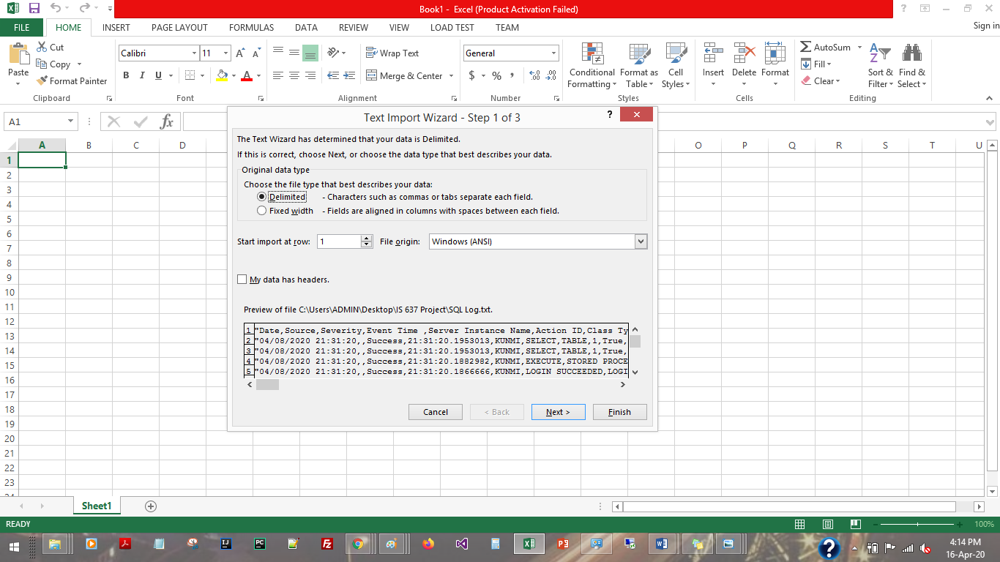 Book1 - Excel (Product Activation Failed)
FILE HOME INSERT PAGE LAYOUT FORMULAS DATA REVIEW VIEW LOAD TEST TEAM Sign in
Paste
Cut
Copy
Format Painter
Clipboard
Calibri 11
B I U
Font
Wrap Text
Merge & Center
Alignment
General
$ % ,
Number
Conditional Formatting
Format as Table
Cell Styles
Styles
Insert Delete Format
Cells
AutoSum
Fill
Clear
Sort & Filter
Find & Select
Editing
A1 fx
A B C D O P Q R S T U
1
2
3
4
5
6
7
8
9
10
11
12
13
14
15
16
17
18
19
20
21
22
23
Text Import Wizard - Step 1 of 3 ?
The Text Wizard has determined that your data is Delimited.
If this is correct, choose Next, or choose the data type that best describes your data.
Original data type
Choose the file type that best describes your data:
Delimited - Characters such as commas or tabs separate each field.
Fixed width - Fields are aligned in columns with spaces between each field.
Start import at row: 1 File origin: Windows (ANSI)
My data has headers.
Preview of file C:\Users\ADMIN\Desktop\IS 637 Project\SQL Log.txt.
1 "Date,Source,Severity,Event Time ,Server Instance Name,Action ID,Class Ty
2 "04/08/2020 21:31:20,,Success,21:31:20.1953013,KUNMI,SELECT,TABLE,1,True,
3 "04/08/2020 21:31:20,,Success,21:31:20.1953013,KUNMI,SELECT,TABLE,1,True,
4 "04/08/2020 21:31:20,,Success,21:31:20.1882982,KUNMI,EXECUTE,STORED PROCE
5 "04/08/2020 21:31:20,,Success,21:31:20.1866666,KUNMI,LOGIN SUCCEEDED,LOGI
Cancel < Back Next > Finish
Sheet1
READY 100%
4:14 PM
16-Apr-20